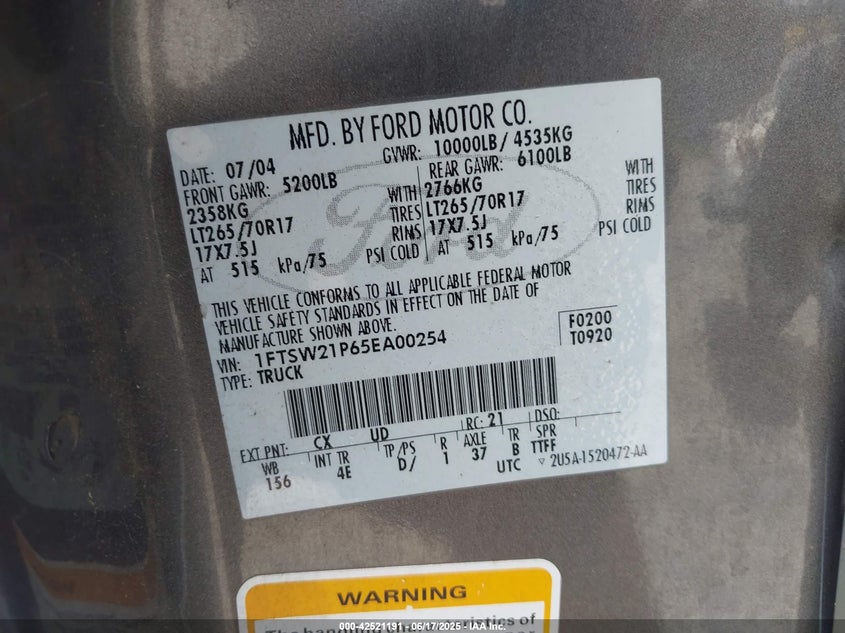 MFD. BY FORD MOTOR CO.
DATE: 07/04 GVWR: 10000LB/ 4535KG
FRONT GAWR: 5200LB REAR GAWR: 6100LB
2358KG WITH 2766KG WITH
LT265/70R17 TIRES LT265/70R17 TIRES
17X7.5J RIMS 17X7.5J RIMS
AT 515 kPa/75 PSI COLD AT 515 kPa/75 PSI COLD
Ford
THIS VEHICLE CONFORMS TO ALL APPLICABLE FEDERAL MOTOR
VEHICLE SAFETY STANDARDS IN EFFECT ON THE DATE OF
MANUFACTURE SHOWN ABOVE.
VIN: 1FTSW21P65EA00254 F0200
TYPE: TRUCK T0920
EXT PNT: CX UD RC: 21 DSO:
WB INT TR TP/PS R AXLE TR SPR
156 4E D/ 1 37 B TTFF
UTC 2U5A-1520472-AA
WARNING
The handling characteristics of
000-42521191 - 06/17/2025 - IAA, Inc.